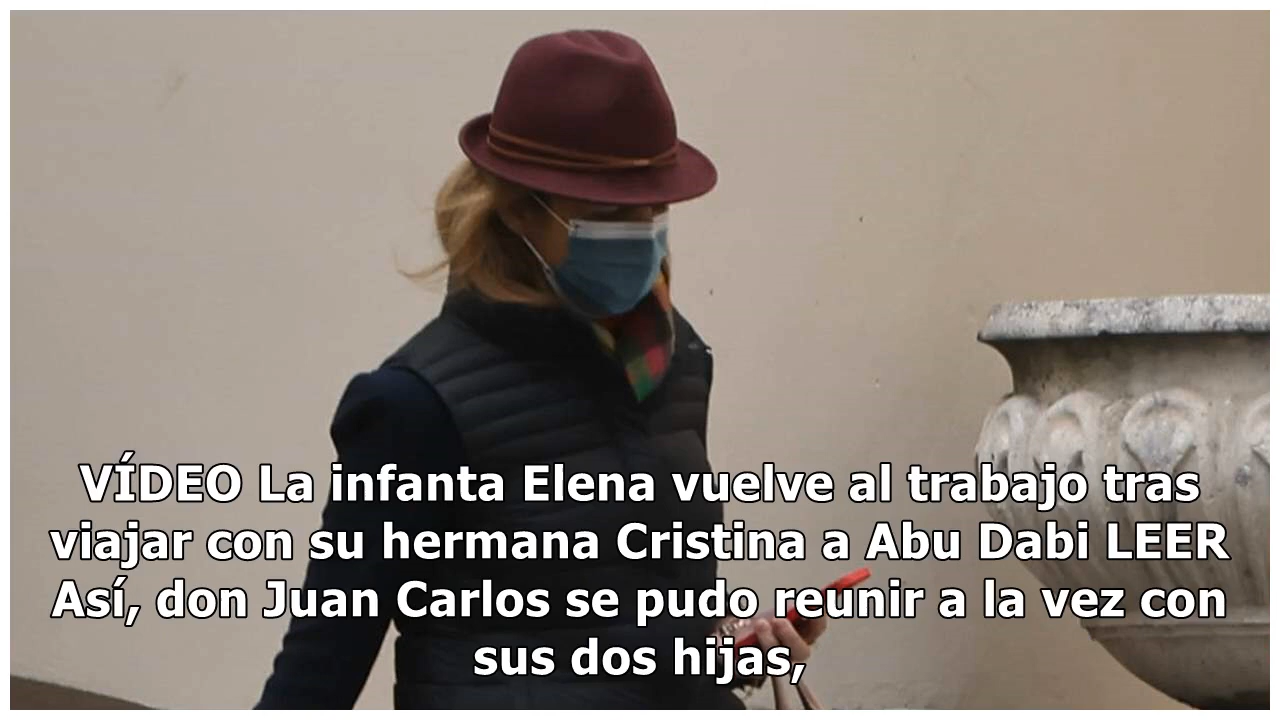 VÍDEO La infanta Elena vuelve al trabajo tras
viajar con su hermana Cristina a Abu Dabi LEER
Así, don Juan Carlos se pudo reunir a la vez con
sus dos hijas,